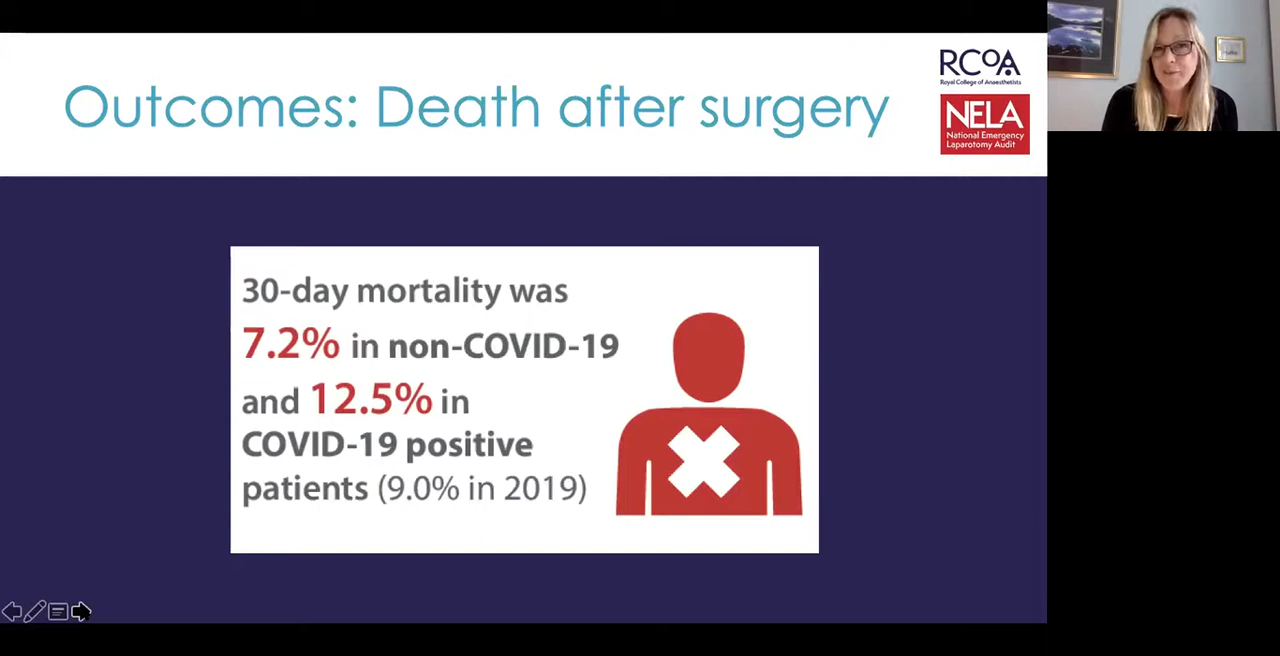 Outcomes: Death after surgery
RCoA
Royal College of Anaesthetists
NELA
National Emergency
Laparotomy Audit
30-day mortality was
7.2% in non-COVID-19
and 12.5% in
COVID-19 positive
patients (9.0% in 2019)